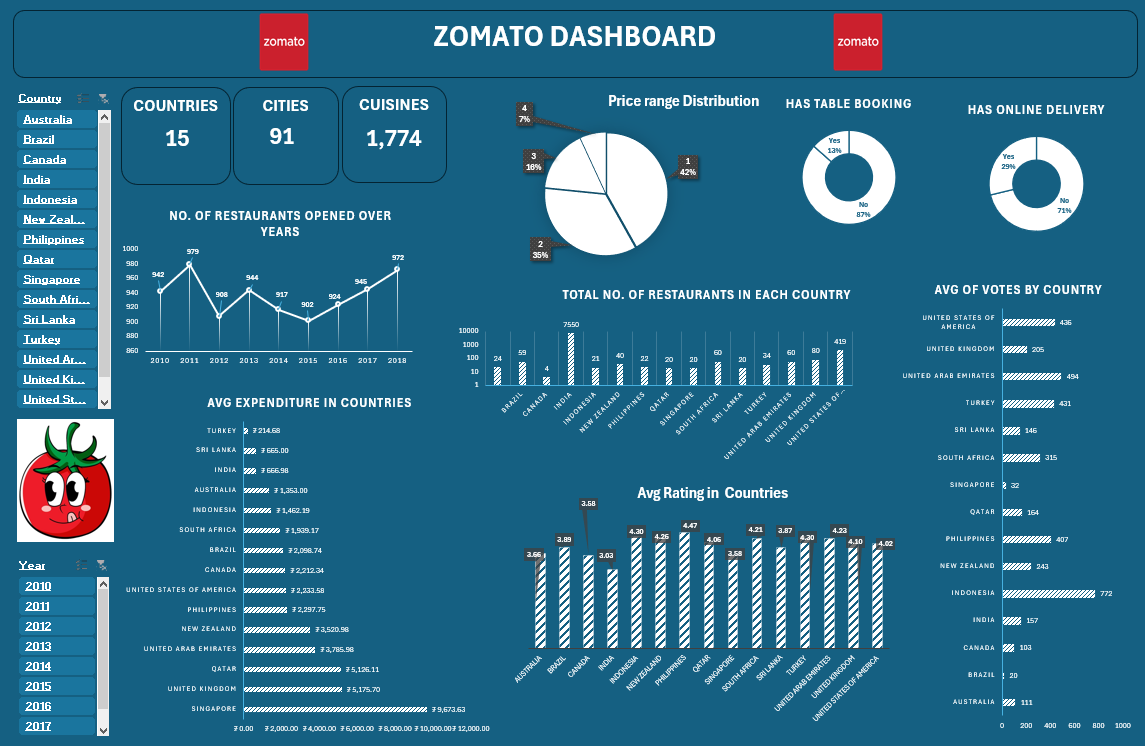 zomato
ZOMATO DASHBOARD
zomato
Country
Australia
Brazil
Canada
India
Indonesia
New Zeal...
Philippines
Qatar
Singapore
South Afri...
Sri Lanka
Turkey
United Ar...
United Ki...
United St...
COUNTRIES
15
CITIES
91
CUISINES
1,774
Price range Distribution
4
7%
3
16%
1
42%
2
35%
HAS TABLE BOOKING
Yes
13%
No
87%
HAS ONLINE DELIVERY
Yes
29%
No
71%
NO. OF RESTAURANTS OPENED OVER
YEARS
1000
980
960
940
920
900
880
860
942
979
908
944
917
902
924
945
972
2010 2011 2012 2013 2014 2015 2016 2017 2018
TOTAL NO. OF RESTAURANTS IN EACH COUNTRY
10000
1000
100
10
1
24 59 4 7550 21 40 22 20 20 60 20 34 60 80 419
BRAZIL
CANADA
INDIA
INDONESIA
NEW ZEALAND
PHILIPPINES
QATAR
SINGAPORE
SOUTH AFRICA
SRI LANKA
TURKEY
UNITED ARAB EMIRATES
UNITED KINGDOM
UNITED STATES OF...
AVG OF VOTES BY COUNTRY
UNITED STATES OF
AMERICA 436
UNITED KINGDOM 205
UNITED ARAB EMIRATES 494
TURKEY 431
SRI LANKA 146
SOUTH AFRICA 315
SINGAPORE 32
QATAR 164
PHILIPPINES 407
NEW ZEALAND 243
INDONESIA 772
INDIA 157
CANADA 103
BRAZIL 20
AUSTRALIA 111
0 200 400 600 800 1000
AVG EXPENDITURE IN COUNTRIES
TURKEY ₹ 214.68
SRI LANKA ₹ 665.00
INDIA ₹ 666.98
AUSTRALIA ₹ 1,353.00
INDONESIA ₹ 1,462.19
SOUTH AFRICA ₹ 1,939.17
BRAZIL ₹ 2,098.74
CANADA ₹ 2,212.34
UNITED STATES OF AMERICA ₹ 2,233.58
PHILIPPINES ₹ 2,297.75
NEW ZEALAND ₹ 3,520.98
UNITED ARAB EMIRATES ₹ 3,785.98
QATAR ₹ 5,126.11
UNITED KINGDOM ₹ 5,175.70
SINGAPORE ₹ 9,673.63
₹ 0.00 ₹ 2,000.00 ₹ 4,000.00 ₹ 6,000.00 ₹ 8,000.00 ₹ 10,000.00 ₹ 12,000.00
Avg Rating in Countries
3.66 3.89 3.58 3.03 4.30 4.26 4.47 4.06 3.58 4.21 3.87 4.30 4.23 4.10 4.02
AUSTRALIA
BRAZIL
CANADA
INDIA
INDONESIA
NEW ZEALAND
PHILIPPINES
QATAR
SINGAPORE
SOUTH AFRICA
SRI LANKA
TURKEY
UNITED ARAB EMIRATES
UNITED KINGDOM
UNITED STATES OF AMERICA
Year
2010
2011
2012
2013
2014
2015
2016
2017